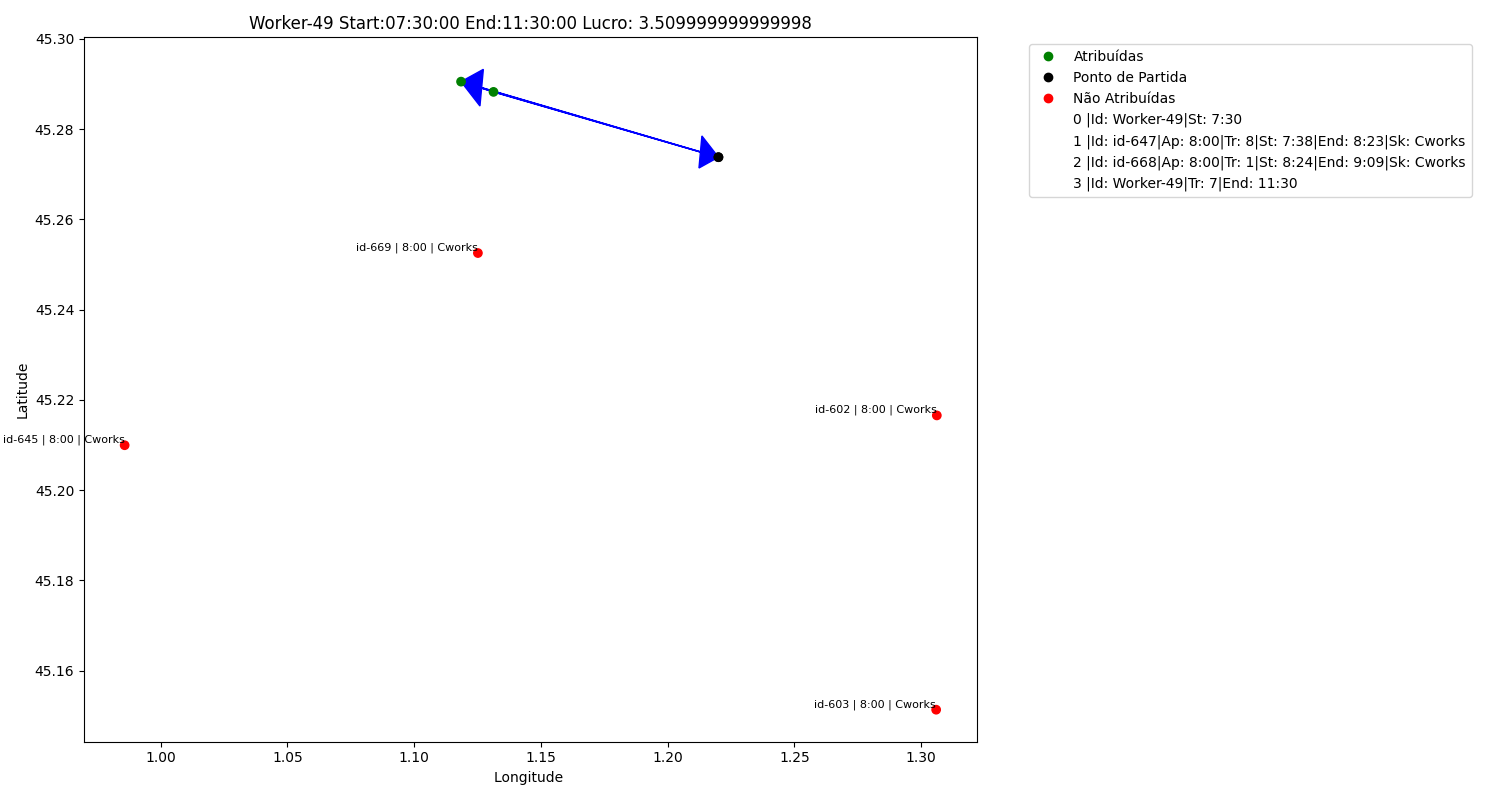 Worker-49 Start:07:30:00 End:11:30:00 Lucro: 3.509999999999998
45.30
45.28
45.26
45.24
45.22
45.20
45.18
45.16
Latitude
id-669 | 8:00 | Cworks
id-602 | 8:00 | Cworks
id-645 | 8:00 | Cworks
id-603 | 8:00 | Cworks
1.00
1.05
1.10
1.15
1.20
1.25
1.30
Longitude
Atribuídas
Ponto de Partida
Não Atribuídas
0 |Id: Worker-49|St: 7:30
1 |Id: id-647|Ap: 8:00|Tr: 8|St: 7:38|End: 8:23|Sk: Cworks
2 |Id: id-668|Ap: 8:00|Tr: 1|St: 8:24|End: 9:09|Sk: Cworks
3 |Id: Worker-49|Tr: 7|End: 11:30